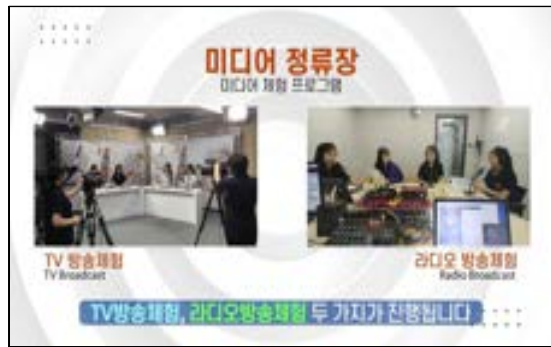 미디어 정류장
미디어 체험 프로그램
TV 방송체험
TV Broadcast
라디오 방송체험
Radio Broadcast
TV방송체험, 라디오방송체험 두 가지가 진행됩니다